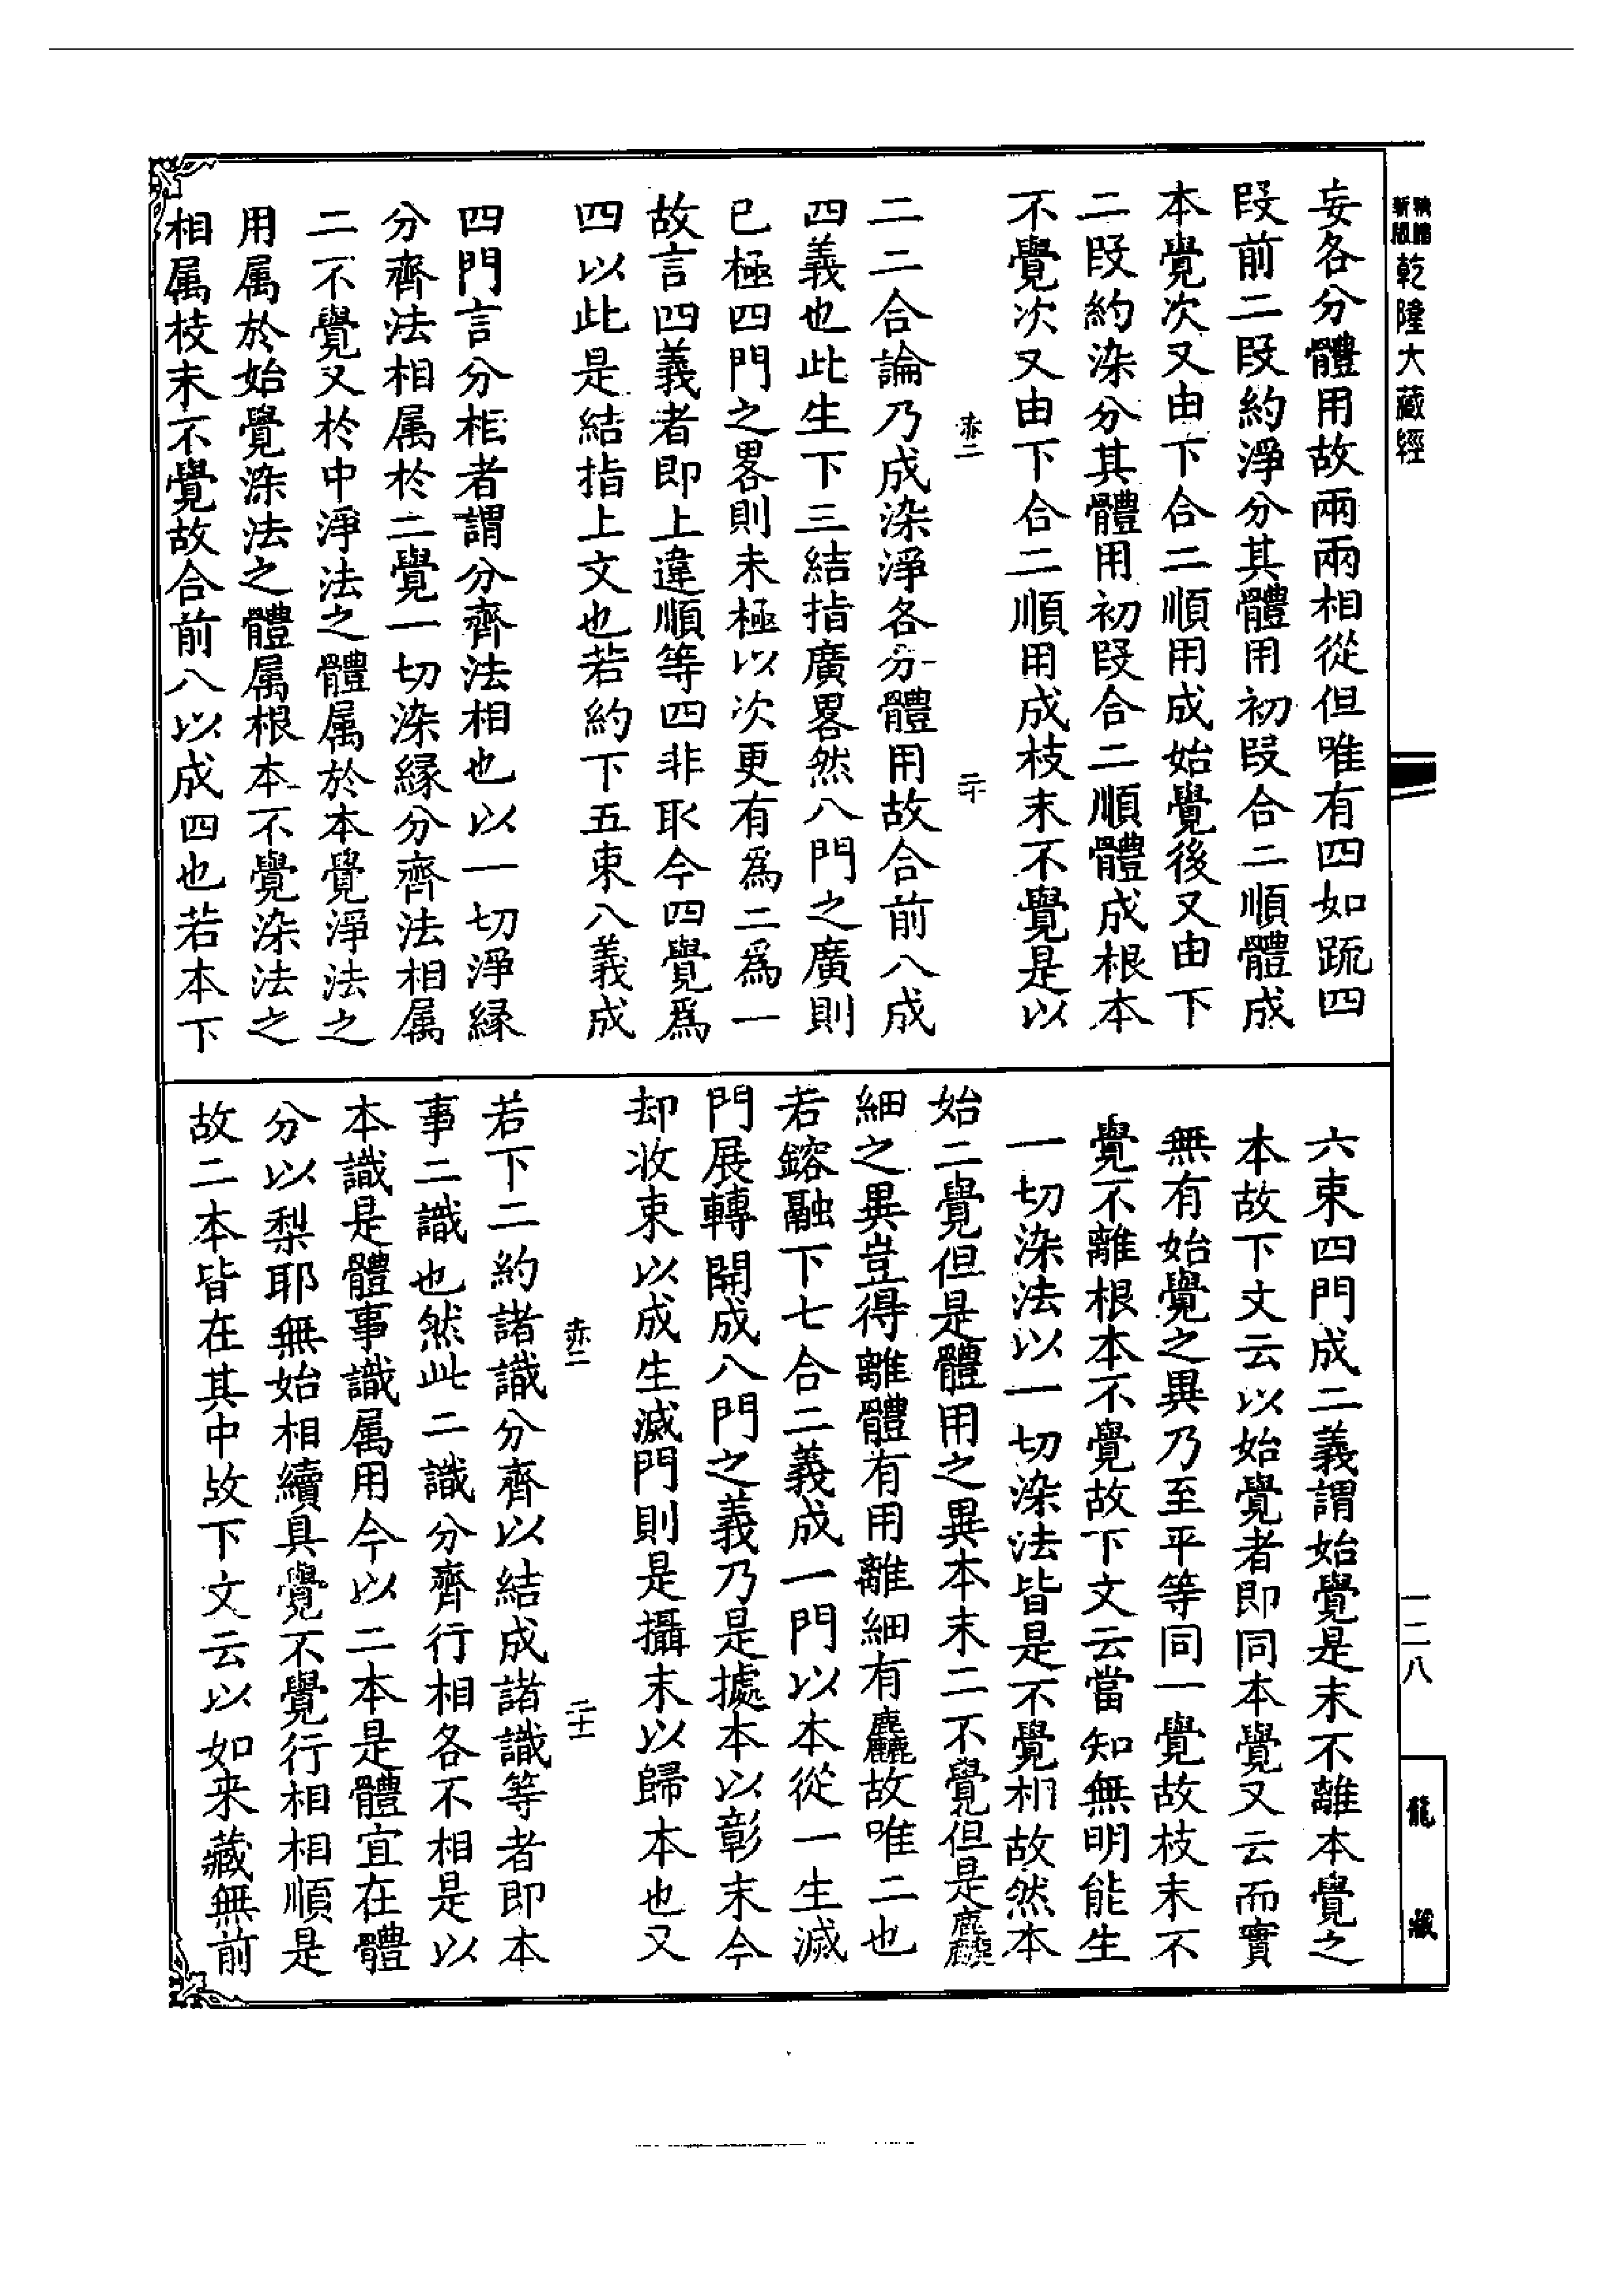 新版
乾隆大藏經
妄各分體用故兩兩相從但唯有四如䟽四
段前二段約淨分其體用初段合二順體成
本覺次又由下合二順用成始覺後又由下
二段約染分其體用初段合二順體成根本
不覺次又由下合二順用成枝末不覺是以
赤二
二十
二二合論乃成染淨各分體用故合前八成
四義也此生下三結指廣畧然八門之廣則
已極四門之畧則未極以次更有為二為一
故言四義者即上違順等四非取今四覺為
四以此是結指上文也若約下五束八義成
四門言分相者謂分齊法相也以一切淨緣
分齊法相属於二覺一切染緣分齊法相属
二不覺又於中淨法之體属於本覺淨法之
用属於始覺染法之體属根本不覺染法之
相属枝末不覺故合前八以成四也若本下
六束四門成二義謂始覺是末不離本覺之
本故下文云以始覺者即同本覺又云而實
無有始覺之異乃至平等同一覺故枝末不
覺不離根本不覺故下文云當知無明能生
一切染法以一切染法皆是不覺相故然本
始二覺但是體用之異本末二不覺但是麤
細之異豈得離體有用離細有麤故唯二也
若鎔融下七合二義成一門以本從一生滅
門展轉開成八門之義乃是據本以彰末今
却收束以成生滅門則是攝末以歸本也又
赤二
二十一
若下二約諸識分齊以結成諸識等者即本
事二識也然此二識分齊行相各不相是以
本識是體事識属用今以二本是體宜在體
分以梨耶無始相續具覺不覺行相相順是
故二本皆在其中故下文云以如来藏無前
一二八
龍藏